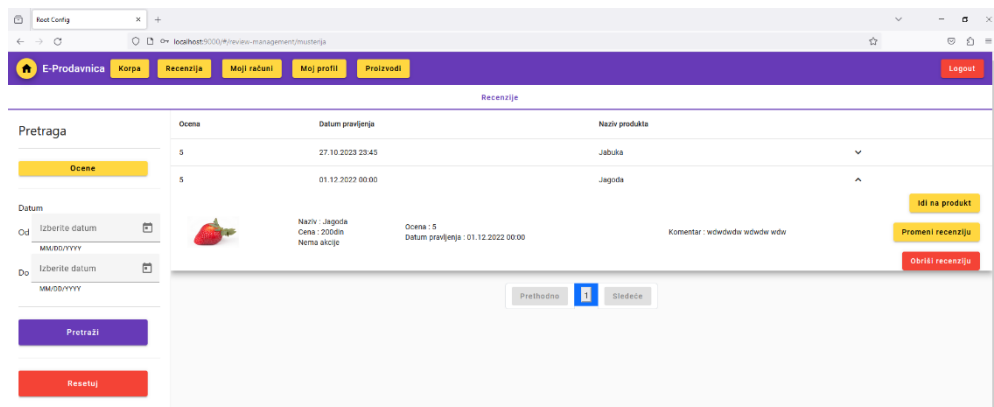 Root Config
localhost:9000/#/review-management/musterija
E-Prodavnica Korpa Recenzija Moji računi Moj profil Proizvodi Logout
Recenzije
Pretraga
Ocene
Datum
Od Izberite datum
MM/DD/YYYY
Do Izberite datum
MM/DD/YYYY
Pretraži
Resetuj
Ocena Datum pravljenja Naziv produkta
5 27.10.2023 23:45 Jabuka
5 01.12.2022 00:00 Jagoda
Naziv : Jagoda
Cena : 200din
Nema akcije
Ocena : 5
Datum pravljenja : 01.12.2022 00:00
Komentar : wdwdwdw wdwdw wdw
Idi na produkt
Promeni recenziju
Obriši recenziju
Prethodno 1 Sledeće